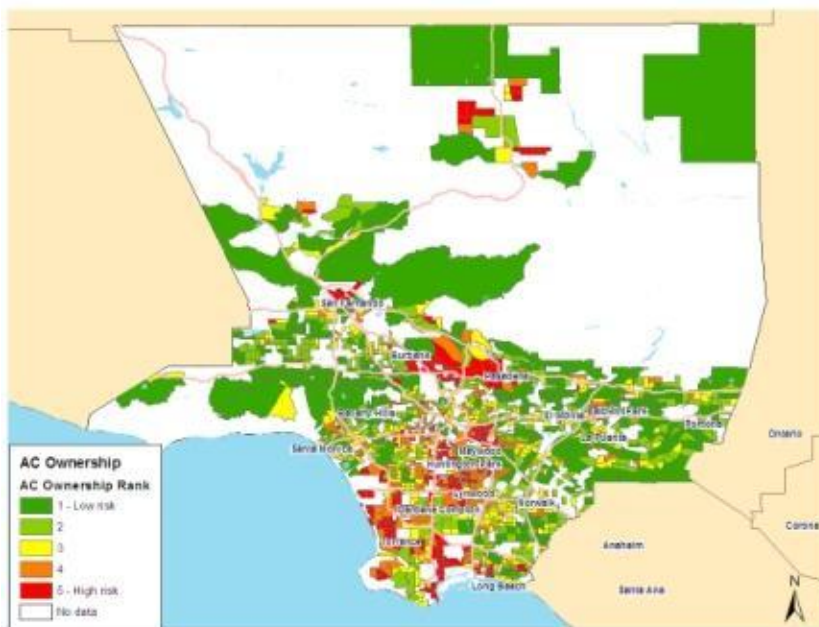 San Fernando
Burbank
Pasadena
Beverly Hills
El Monte
Baldwin Park
La Puente
Pomona
Ontario
Santa Monica
Maywood
Huntington Park
Lynwood
Norwalk
Gardena Compton
Torrance
Long Beach
Anaheim
Santa Ana
Corona
AC Ownership
AC Ownership Rank
1 - Low risk
2
3
4
5 - High risk
No data
N